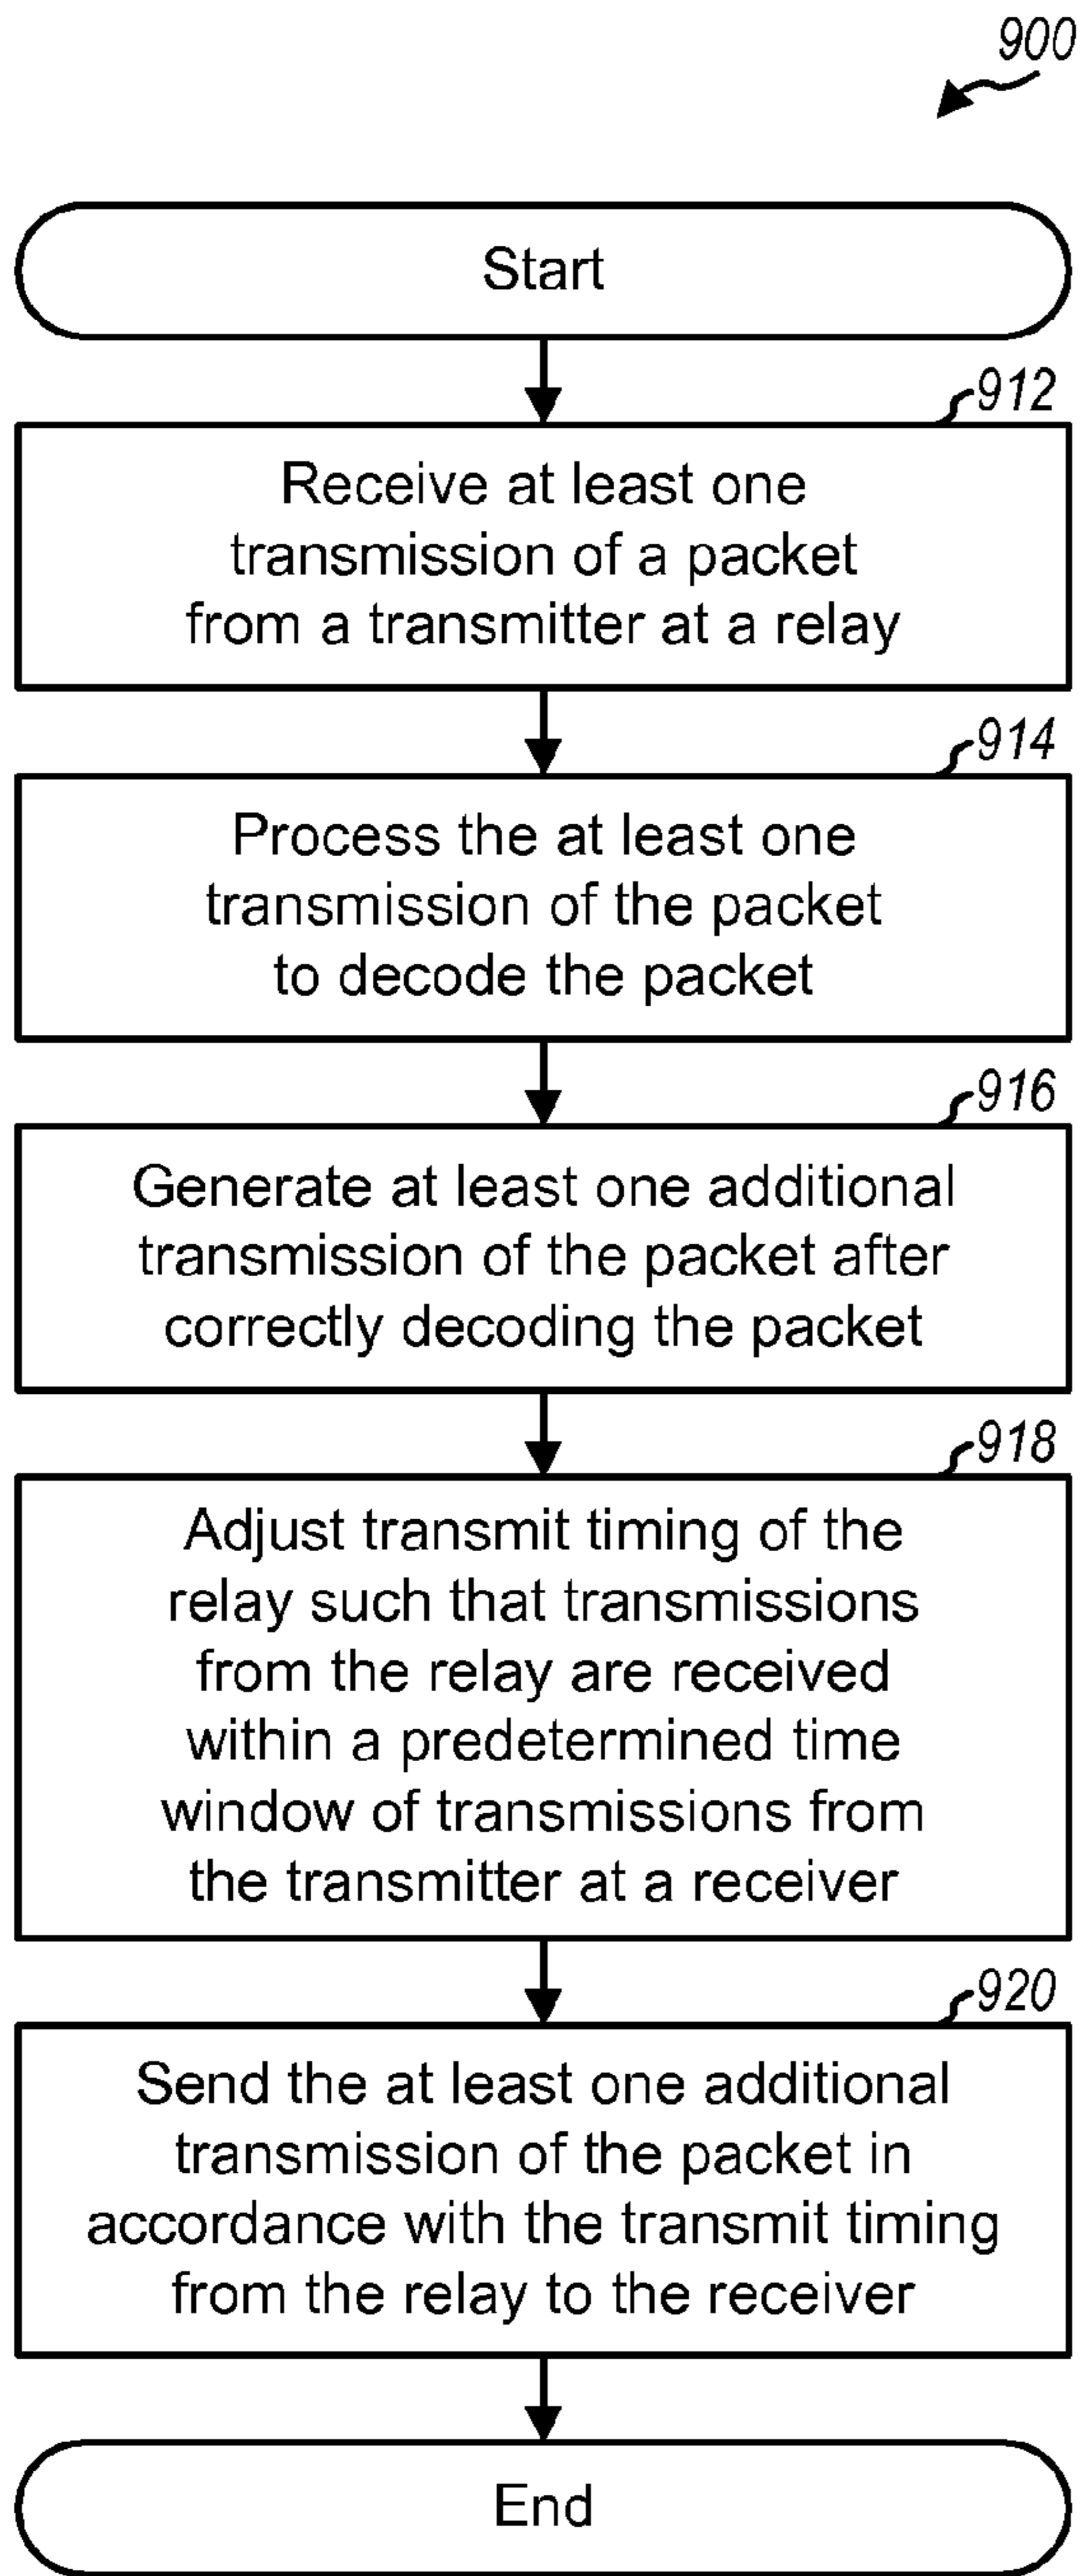 900
Start
912
Receive at least one
transmission of a packet
from a transmitter at a relay
914
Process the at least one
transmission of the packet
to decode the packet
916
Generate at least one additional
transmission of the packet after
correctly decoding the packet
918
Adjust transmit timing of the
relay such that transmissions
from the relay are received
within a predetermined time
window of transmissions from
the transmitter at a receiver
920
Send the at least one additional
transmission of the packet in
accordance with the transmit timing
from the relay to the receiver
End